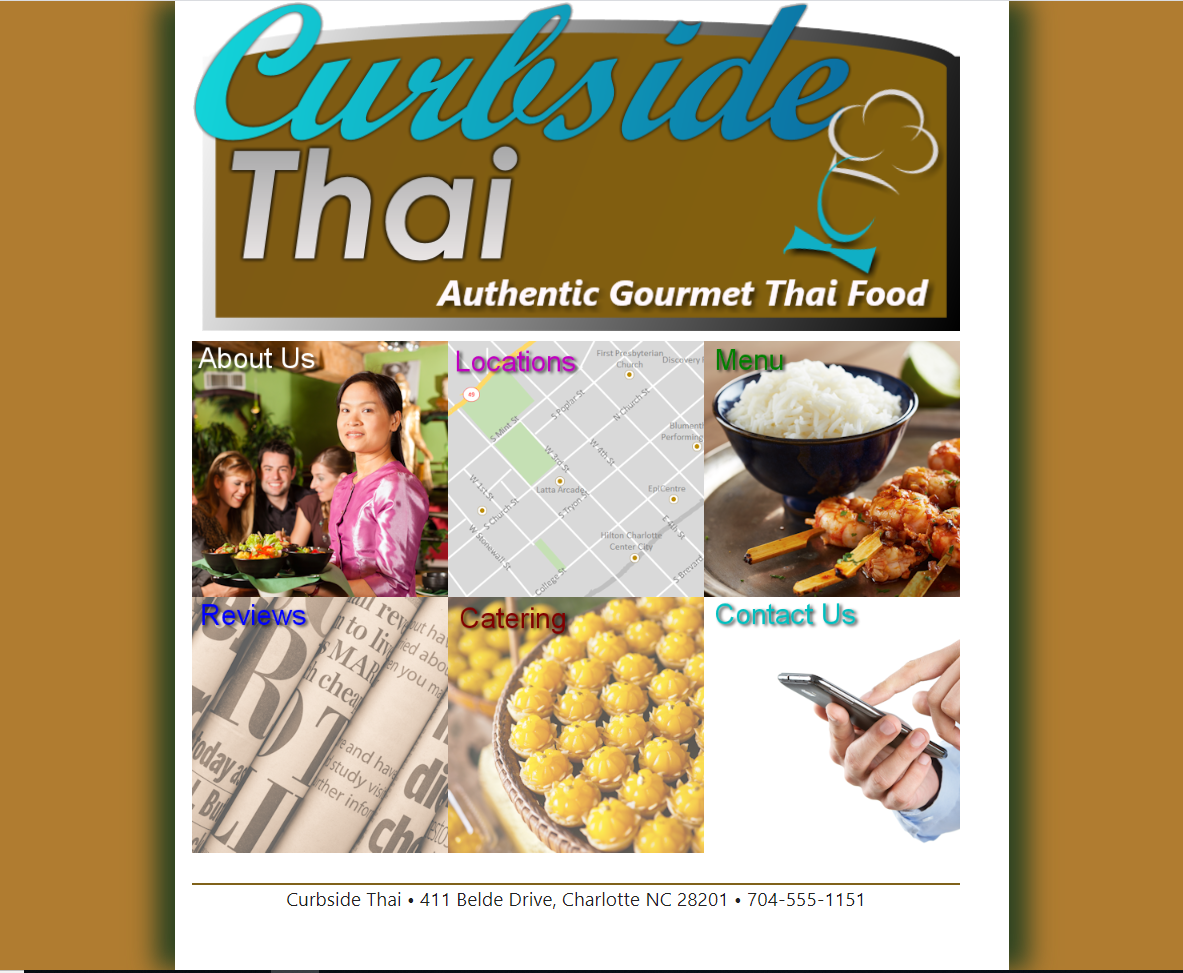 Curbside
Thai
Authentic Gourmet Thai Food
About Us
Locations
First Presbyterian
Church
Discovery
48
S Poplar St
N Church St
S Mint St
Performing
W 3rd St
W 4th St
Latta Arcade
EpiCentre
W 1st St
S Church St
S Tryon St
E 4th St
W Stonewall St
Hilton Charlotte
Center City
College St
S Brevard
Menu
Reviews
today
Catering
Contact Us
Curbside Thai • 411 Belde Drive, Charlotte NC 28201 • 704-555-1151